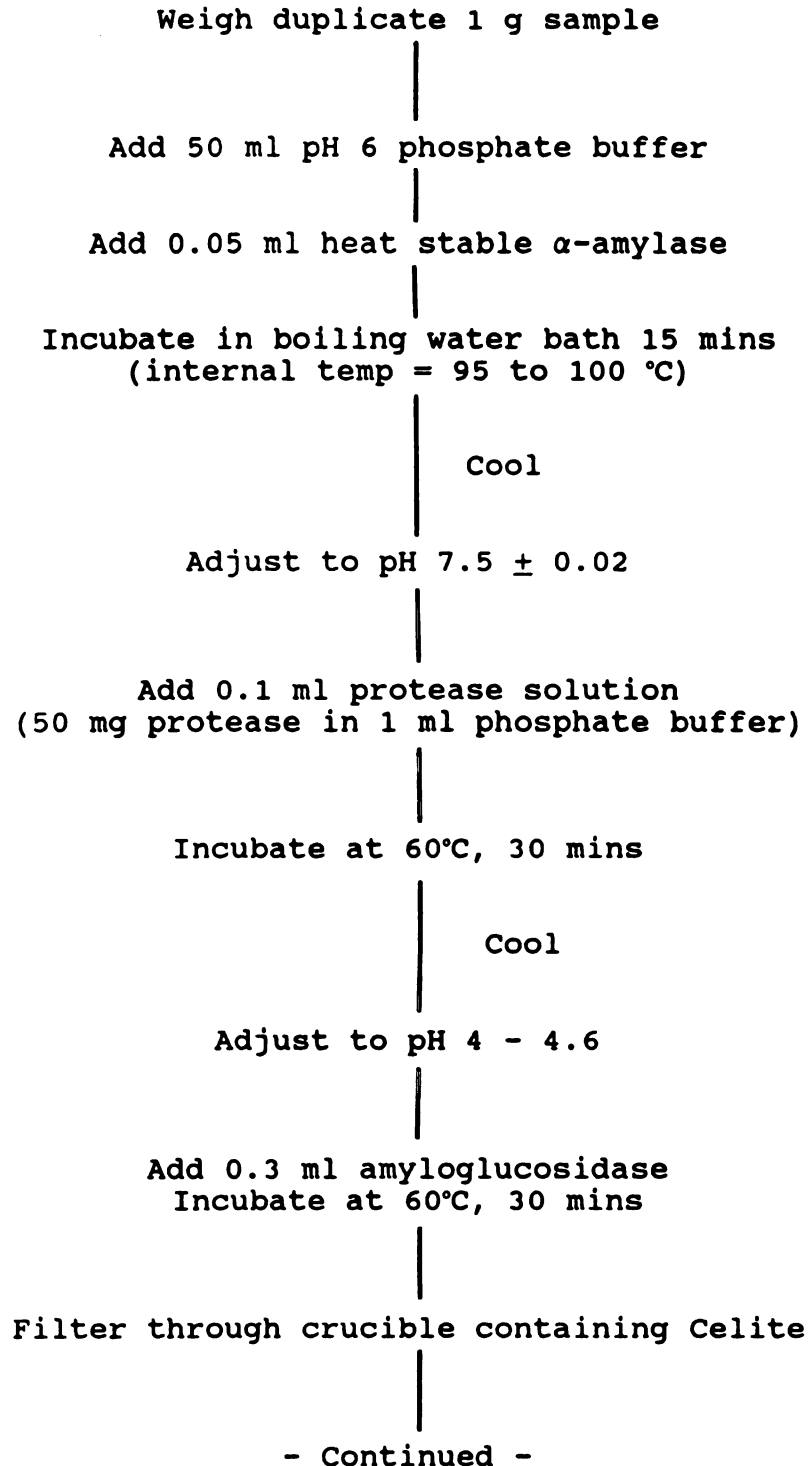 Weigh duplicate 1 g sample
Add 50 ml pH 6 phosphate buffer
Add 0.05 ml heat stable α-amylase
Incubate in boiling water bath 15 mins
(internal temp = 95 to 100 °C)
Cool
Adjust to pH 7.5 ± 0.02
Add 0.1 ml protease solution
(50 mg protease in 1 ml phosphate buffer)
Incubate at 60°C, 30 mins
Cool
Adjust to pH 4 - 4.6
Add 0.3 ml amyloglucosidase
Incubate at 60°C, 30 mins
Filter through crucible containing Celite
- Continued -